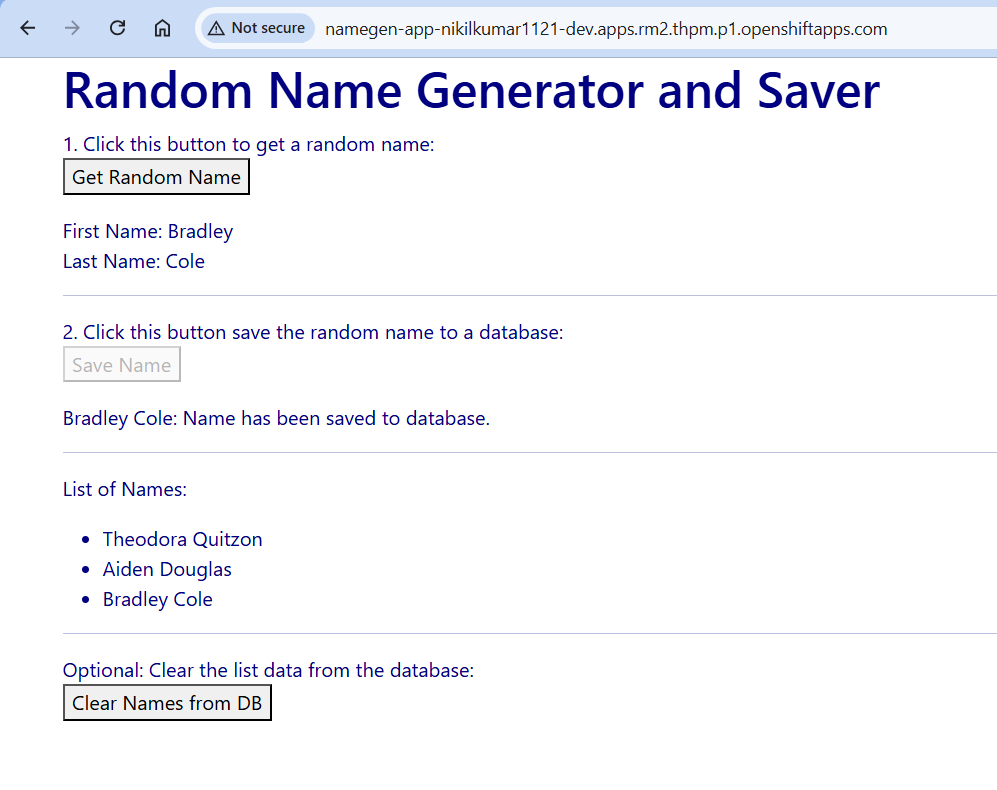 Not secure namegen-app-nikilkumar1121-dev.apps.rm2.thpm.p1.openshiftapps.com
Random Name Generator and Saver
1. Click this button to get a random name:
Get Random Name
First Name: Bradley
Last Name: Cole
2. Click this button save the random name to a database:
Save Name
Bradley Cole: Name has been saved to database.
List of Names:
• Theodora Quitzon
• Aiden Douglas
• Bradley Cole
Optional: Clear the list data from the database:
Clear Names from DB